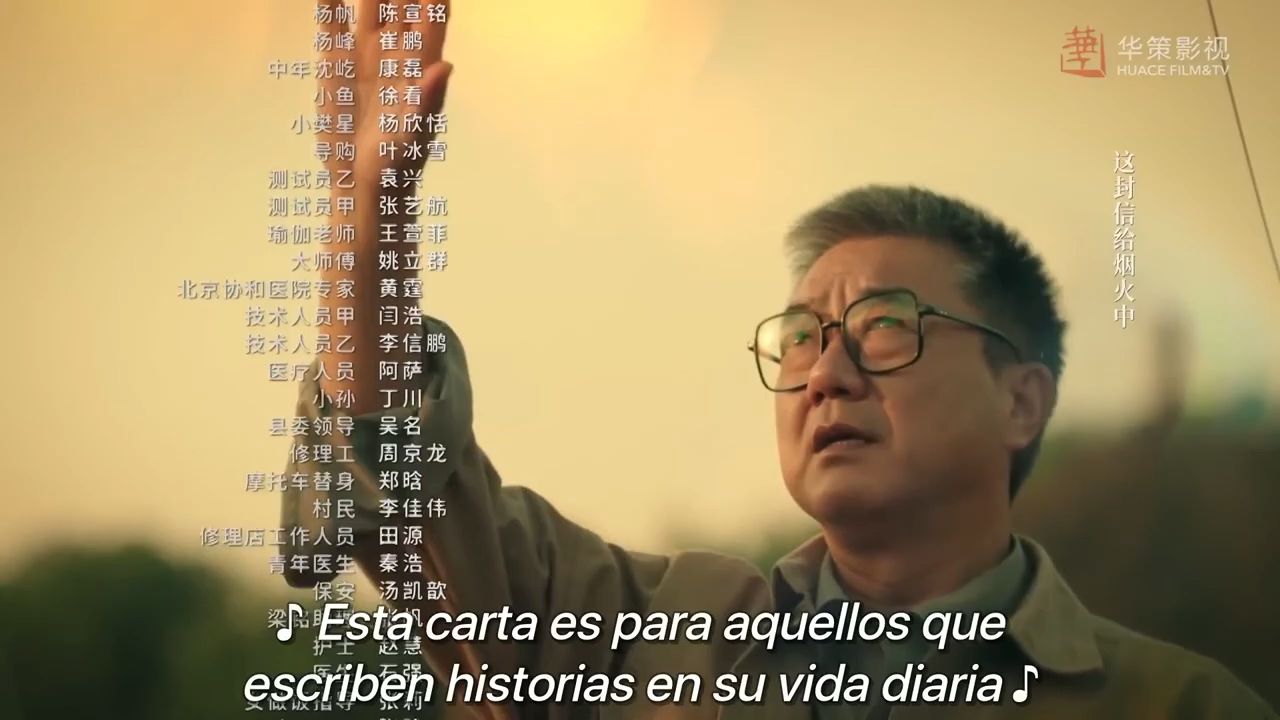 杨帆 陈宣铭
杨峰 崔鹏
中年沈屹 康磊
小鱼 徐看
小樊星 杨欣恬
导购 叶冰雪
测试员乙 袁兴
测试员甲 张艺航
瑜伽老师 王萱菲
大师傅 姚立群
北京协和医院专家 黄霆
技术人员甲 闫浩
技术人员乙 李信鹏
医疗人员 阿萨
小孙 丁川
县委领导 吴名
修理工 周京龙
摩托车替身 郑晗
村民 李佳伟
修理店工作人员 田源
青年医生 秦浩
保安 汤凯歆
护士 赵慧
石强
华策影视
HUACE FILM&TV
这封信给烟火中
♪ Esta carta es para aquellos que
escriben historias en su vida diaria ♪